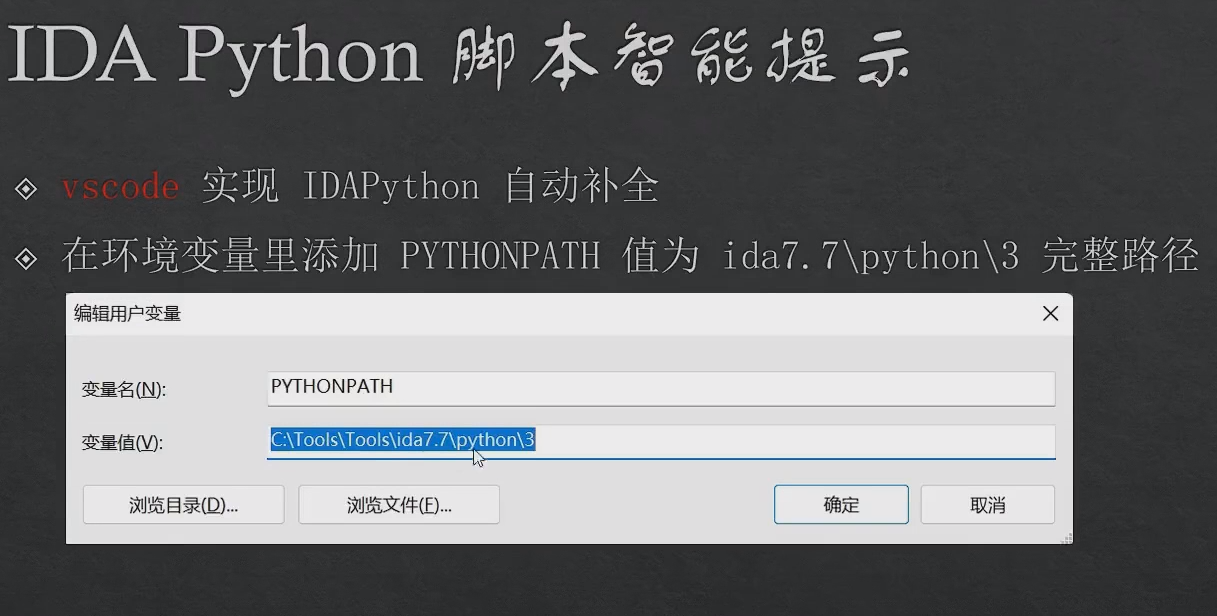 IDA Python 脚本智能提示
vscode 实现 IDAPython 自动补全
在环境变量里添加 PYTHONPATH 值为 ida7.7\python\3 完整路径
编辑用户变量
变量名(N): PYTHONPATH
变量值(V): C:\Tools\Tools\ida7.7\python\3
浏览目录(D)... 浏览文件(F)... 确定 取消